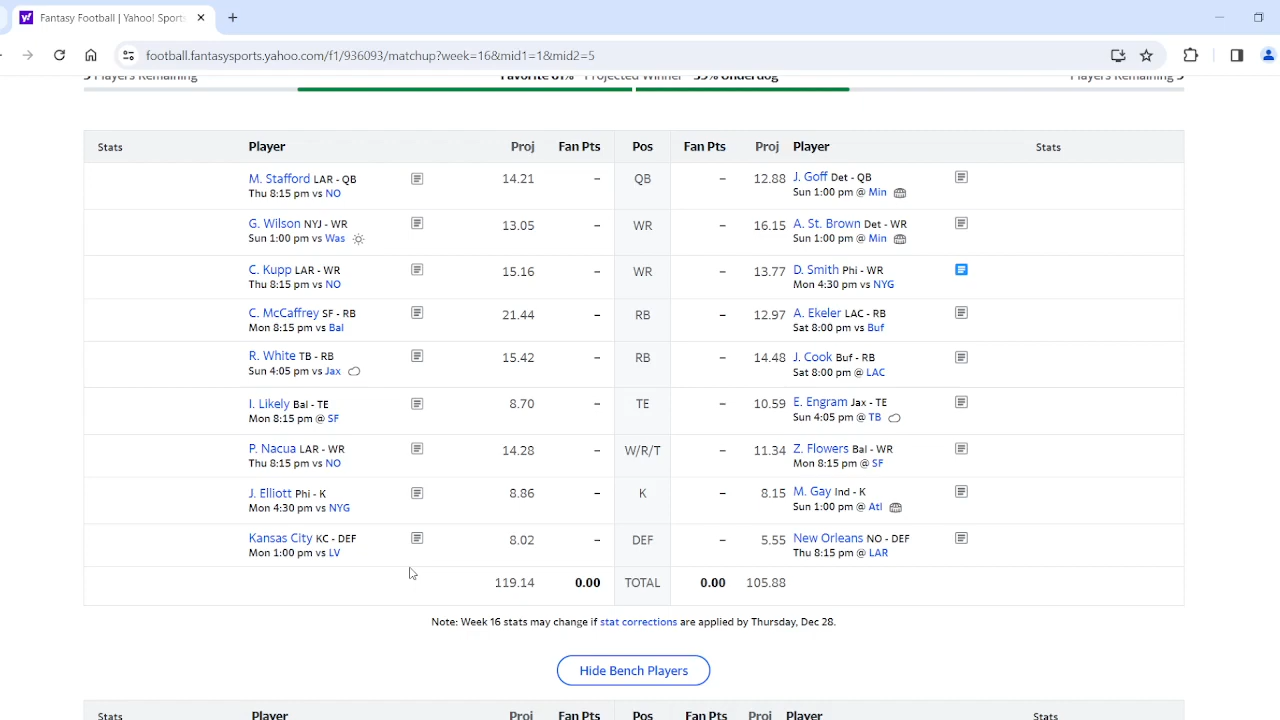 Fantasy Football | Yahoo! Sports
football.fantasysports.yahoo.com/f1/936093/matchup?week=16&mid1=1&mid2=5
Players Remaining Favorite 61% Projected Winner 39% Underdog Players Remaining
Stats Player Proj Fan Pts Pos Fan Pts Proj Player Stats
M. Stafford LAR - QB 14.21 – QB – 12.88 J. Goff Det - QB
Thu 8:15 pm vs NO Sun 1:00 pm @ Min
G. Wilson NYJ - WR 13.05 – WR – 16.15 A. St. Brown Det - WR
Sun 1:00 pm vs Was Sun 1:00 pm @ Min
C. Kupp LAR - WR 15.16 – WR – 13.77 D. Smith Phi - WR
Thu 8:15 pm vs NO Mon 4:30 pm vs NYG
C. McCaffrey SF - RB 21.44 – RB – 12.97 A. Ekeler LAC - RB
Mon 8:15 pm vs Bal Sat 8:00 pm vs Buf
R. White TB - RB 15.42 – RB – 14.48 J. Cook Buf - RB
Sun 4:05 pm vs Jax Sat 8:00 pm @ LAC
I. Likely Bal - TE 8.70 – TE – 10.59 E. Engram Jax - TE
Mon 8:15 pm @ SF Sun 4:05 pm @ TB
P. Nacua LAR - WR 14.28 – W/R/T – 11.34 Z. Flowers Bal - WR
Thu 8:15 pm vs NO Mon 8:15 pm @ SF
J. Elliott Phi - K 8.86 – K – 8.15 M. Gay Ind - K
Mon 4:30 pm vs NYG Sun 1:00 pm @ Atl
Kansas City KC - DEF 8.02 – DEF – 5.55 New Orleans NO - DEF
Mon 1:00 pm vs LV Thu 8:15 pm @ LAR
119.14 0.00 TOTAL 0.00 105.88
Note: Week 16 stats may change if stat corrections are applied by Thursday, Dec 28.
Hide Bench Players
Stats Player Proj Fan Pts Pos Fan Pts Proj Player Stats